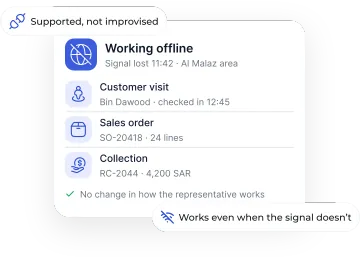 Supported, not improvised
Working offline
Signal lost 11:42 · Al Malaz area
Customer visit
Bin Dawood · checked in 12:45
Sales order
SO-20418 · 24 lines
Collection
RC-2044 · 4,200 SAR
No change in how the representative works
Works even when the signal doesn't